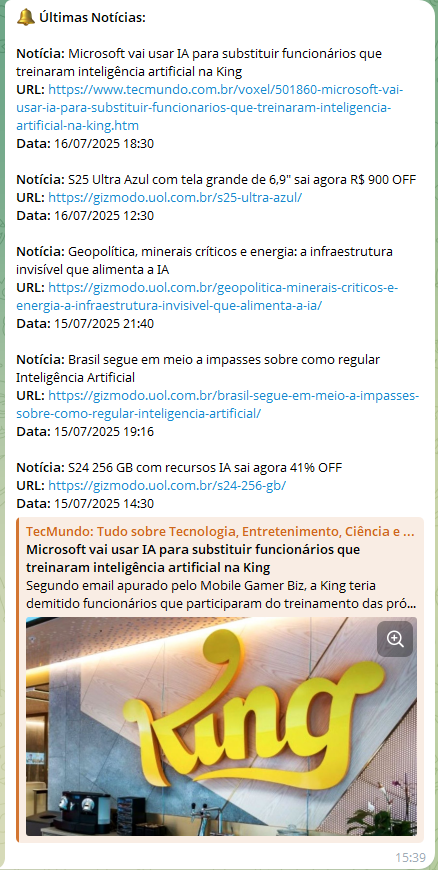 🔔 Últimas Notícias:
Notícia: Microsoft vai usar IA para substituir funcionários que
treinaram inteligência artificial na King
URL: https://www.tecmundo.com.br/voxel/501860-microsoft-vai-
usar-ia-para-substituir-funcionarios-que-treinaram-inteligencia-
artificial-na-king.htm
Data: 16/07/2025 18:30
Notícia: S25 Ultra Azul com tela grande de 6,9" sai agora R$ 900 OFF
URL: https://gizmodo.uol.com.br/s25-ultra-azul/
Data: 16/07/2025 12:30
Notícia: Geopolítica, minerais críticos e energia: a infraestrutura
invisível que alimenta a IA
URL: https://gizmodo.uol.com.br/geopolitica-minerais-criticos-e-
energia-a-infraestrutura-invisivel-que-alimenta-a-ia/
Data: 15/07/2025 21:40
Notícia: Brasil segue em meio a impasses sobre como regular
Inteligência Artificial
URL: https://gizmodo.uol.com.br/brasil-segue-em-meio-a-impasses-
sobre-como-regular-inteligencia-artificial/
Data: 15/07/2025 19:16
Notícia: S24 256 GB com recursos IA sai agora 41% OFF
URL: https://gizmodo.uol.com.br/s24-256-gb/
Data: 15/07/2025 14:30
TecMundo: Tudo sobre Tecnologia, Entretenimento, Ciência e ...
Microsoft vai usar IA para substituir funcionários que
treinaram inteligência artificial na King
Segundo email apurado pelo Mobile Gamer Biz, a King teria
demitido funcionários que participaram do treinamento das pró...
King
15:39